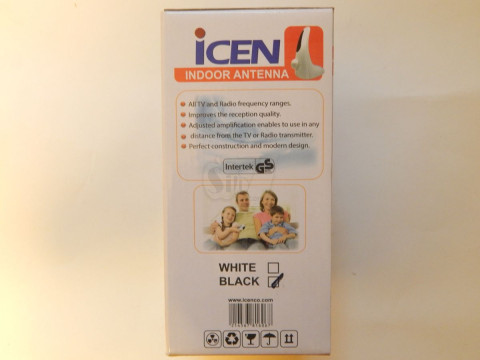 iCEN
INDOOR ANTENNA
All TV and Radio frequency ranges.
Improves the reception quality.
Adjusted amplification enables to use in any
distance from the TV or Radio transmitter.
Perfect construction and modern design.
Intertek GS
WHITE
BLACK
www.icenco.com